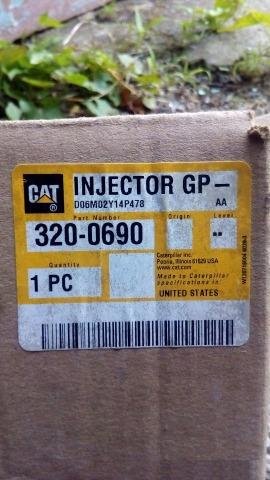 CAT
®
INJECTOR GP-
D06M02Y14P478
AA
Part Number
Origin
Level
320-0690
--
Quantity
1 PC
Caterpillar Inc.
Peoria, Illinois 61629 USA
www.cat.com
Made to Caterpillar
specifications in:
UNITED STATES